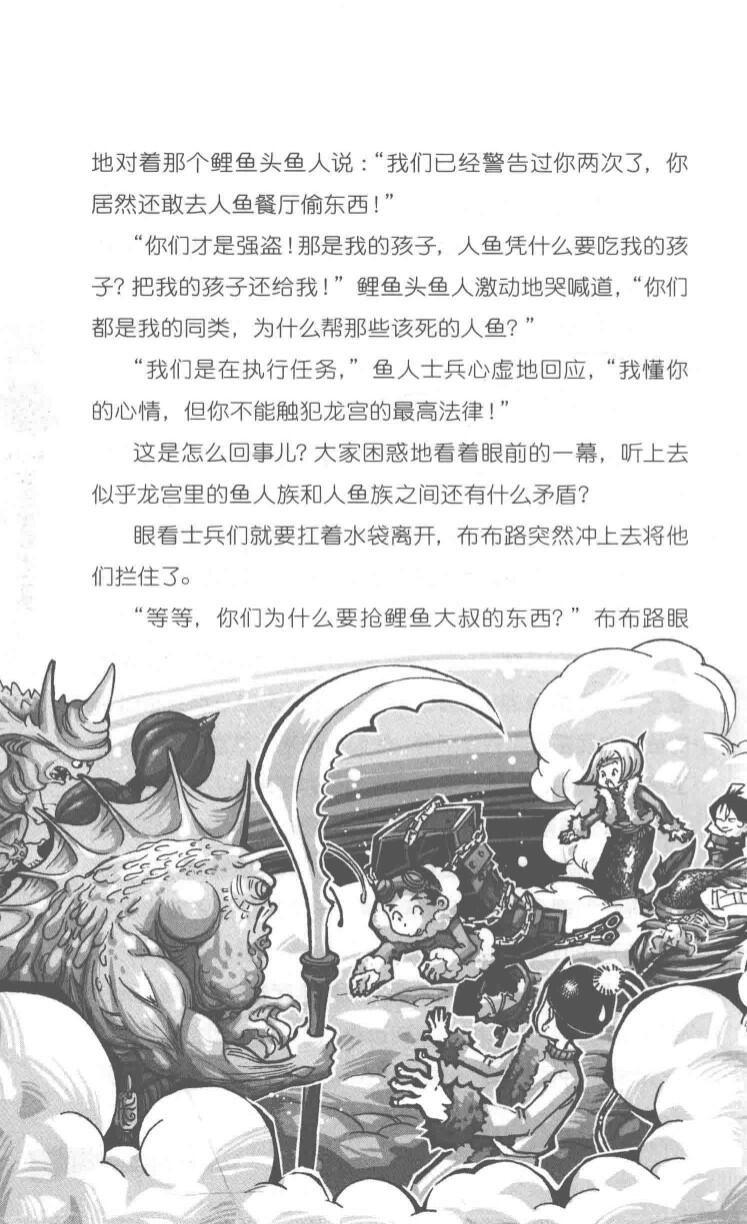 地对着那个鲤鱼头鱼人说：“我们已经警告过你两次了，你
居然还敢去人鱼餐厅偷东西！”
“你们才是强盗！那是我的孩子，人鱼凭什么要吃我的孩
子？把我的孩子还给我！”鲤鱼头鱼人激动地哭喊道，“你们
都是我的同类，为什么帮那些该死的人鱼？”
“我们是在执行任务，”鱼人士兵心虚地回应，“我懂你
的心情，但你不能触犯龙宫的最高法律！”
这是怎么回事儿？大家困惑地看着眼前的一幕，听上去
似乎龙宫里的鱼人族和人鱼族之间还有什么矛盾？
眼看士兵们就要扛着水袋离开，布布路突然冲上去将他
们拦住了。
“等等，你们为什么要抢鲤鱼大叔的东西？”布布路眼